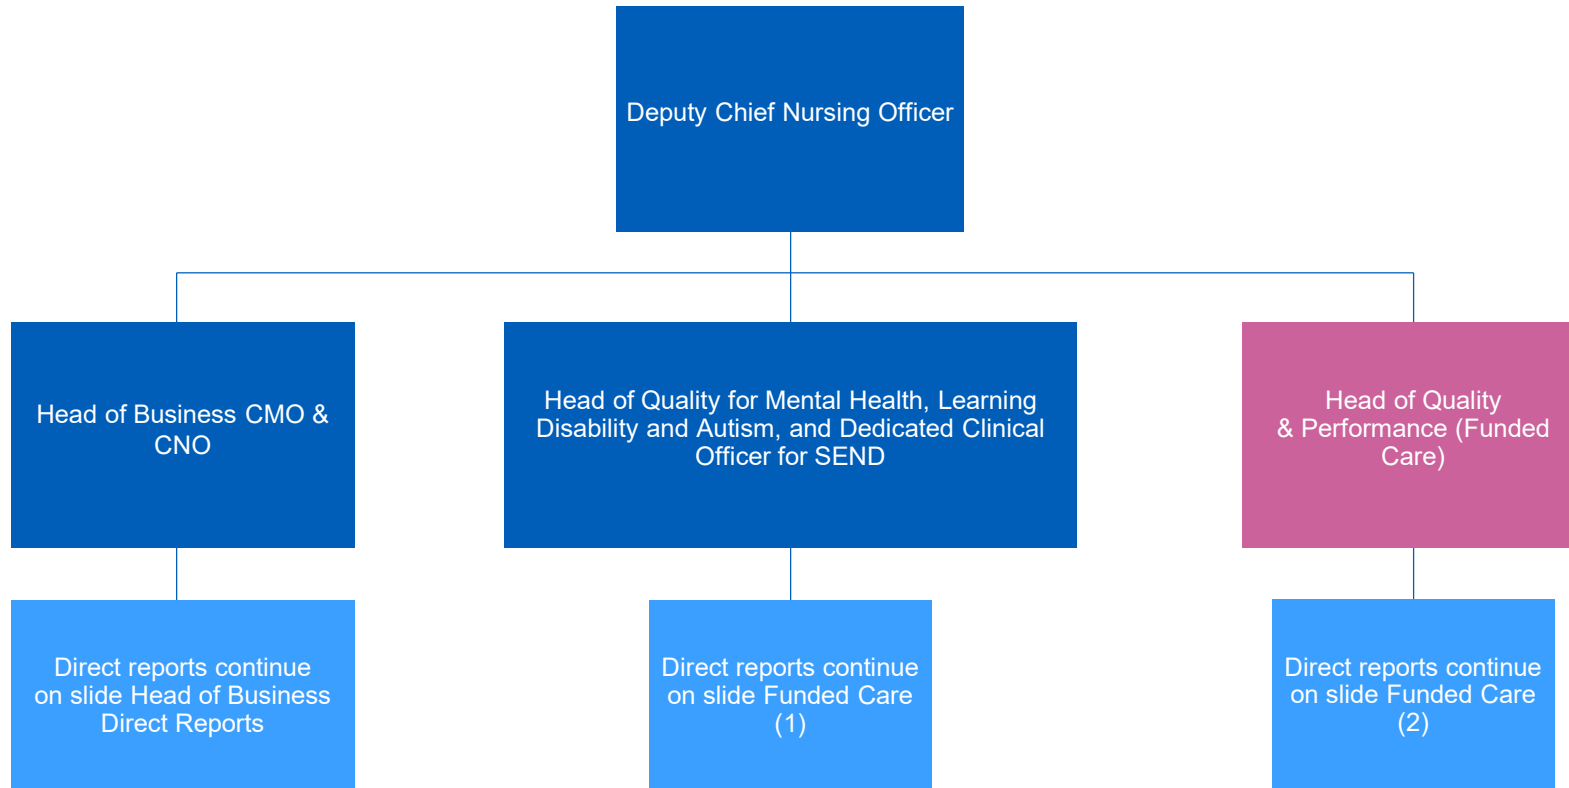 Deputy Chief Nursing Officer
Head of Business CMO &
CNO
Head of Quality for Mental Health, Learning
Disability and Autism, and Dedicated Clinical
Officer for SEND
Head of Quality
& Performance (Funded
Care)
Direct reports continue
on slide Head of Business
Direct Reports
Direct reports continue
on slide Funded Care
(1)
Direct reports continue
on slide Funded Care
(2)